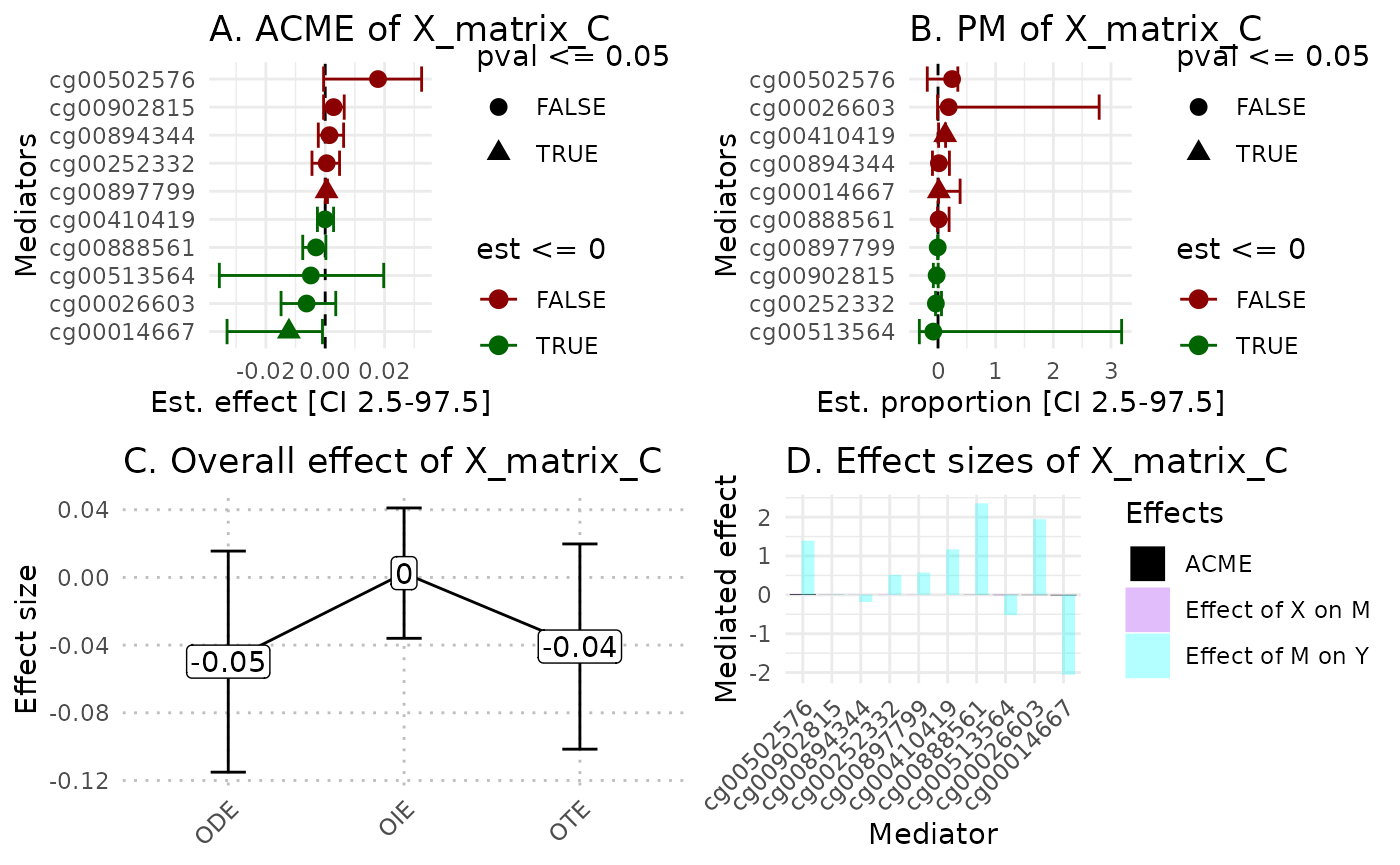 A. ACME of X_matrix_C
pval <= 0.05
cg00502576
cg00902815
cg00894344
cg00252332
cg00897799
cg00410419
cg00888561
cg00513564
cg00026603
cg00014667
Mediators
-0.02 0.00 0.02
Est. effect [CI 2.5-97.5]
FALSE
TRUE
est <= 0
FALSE
TRUE
B. PM of X_matrix_C
pval <= 0.05
cg00502576
cg00026603
cg00410419
cg00894344
cg00014667
cg00888561
cg00897799
cg00902815
cg00252332
cg00513564
Mediators
0 1 2 3
Est. proportion [CI 2.5-97.5]
FALSE
TRUE
est <= 0
FALSE
TRUE
C. Overall effect of X_matrix_C
Effect size
0.04
0.00
-0.04
-0.08
-0.12
-0.05
0
-0.04
ODE
OIE
OTE
D. Effect sizes of X_matrix_C
Mediated effect
2
1
0
-1
-2
cg00502576
cg00902815
cg00894344
cg00252332
cg00897799
cg00410419
cg00888561
cg00513564
cg00026603
cg00014667
Mediator
Effects
ACME
Effect of X on M
Effect of M on Y